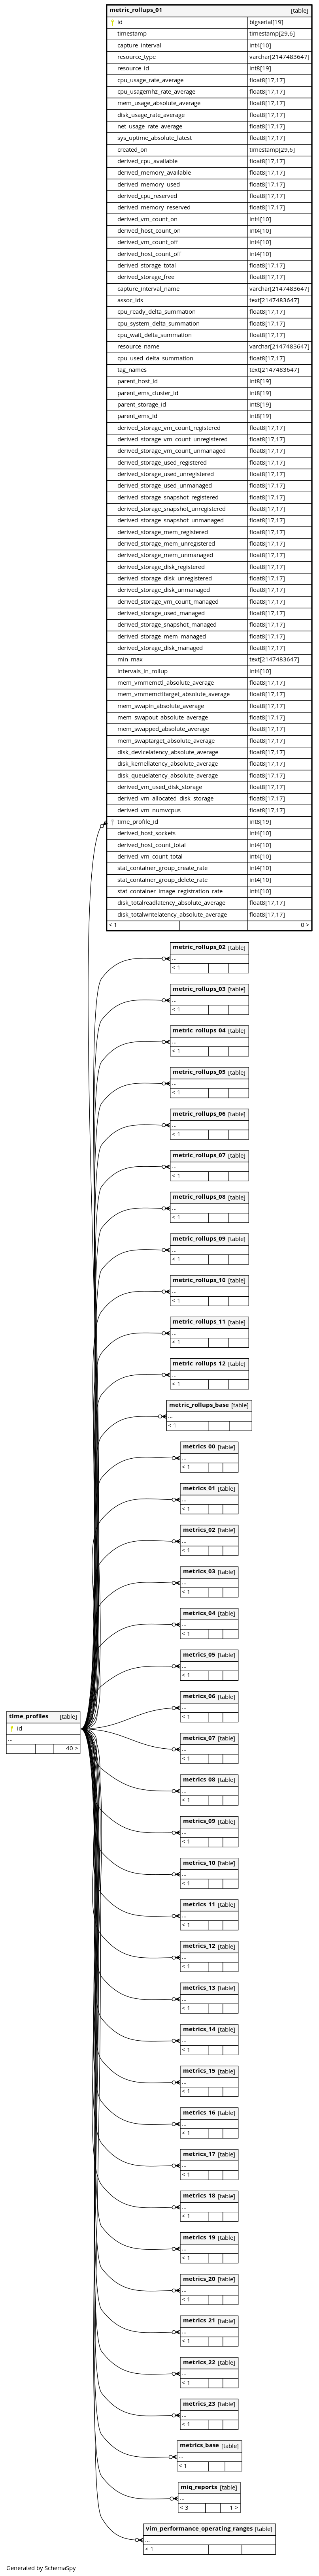 metric_rollups_01 [table]
id bigserial[19]
timestamp timestamp[29,6]
capture_interval int4[10]
resource_type varchar[2147483647]
resource_id int8[19]
cpu_usage_rate_average float8[17,17]
cpu_usagemhz_rate_average float8[17,17]
mem_usage_absolute_average float8[17,17]
disk_usage_rate_average float8[17,17]
net_usage_rate_average float8[17,17]
sys_uptime_absolute_latest float8[17,17]
created_on timestamp[29,6]
derived_cpu_available float8[17,17]
derived_memory_available float8[17,17]
derived_memory_used float8[17,17]
derived_cpu_reserved float8[17,17]
derived_memory_reserved float8[17,17]
derived_vm_count_on int4[10]
derived_host_count_on int4[10]
derived_vm_count_off int4[10]
derived_host_count_off int4[10]
derived_storage_total float8[17,17]
derived_storage_free float8[17,17]
capture_interval_name varchar[2147483647]
assoc_ids text[2147483647]
cpu_ready_delta_summation float8[17,17]
cpu_system_delta_summation float8[17,17]
cpu_wait_delta_summation float8[17,17]
resource_name varchar[2147483647]
cpu_used_delta_summation float8[17,17]
tag_names text[2147483647]
parent_host_id int8[19]
parent_ems_cluster_id int8[19]
parent_storage_id int8[19]
parent_ems_id int8[19]
derived_storage_vm_count_registered float8[17,17]
derived_storage_vm_count_unregistered float8[17,17]
derived_storage_vm_count_unmanaged float8[17,17]
derived_storage_used_registered float8[17,17]
derived_storage_used_unregistered float8[17,17]
derived_storage_used_unmanaged float8[17,17]
derived_storage_snapshot_registered float8[17,17]
derived_storage_snapshot_unregistered float8[17,17]
derived_storage_snapshot_unmanaged float8[17,17]
derived_storage_mem_registered float8[17,17]
derived_storage_mem_unregistered float8[17,17]
derived_storage_mem_unmanaged float8[17,17]
derived_storage_disk_registered float8[17,17]
derived_storage_disk_unregistered float8[17,17]
derived_storage_disk_unmanaged float8[17,17]
derived_storage_vm_count_managed float8[17,17]
derived_storage_used_managed float8[17,17]
derived_storage_snapshot_managed float8[17,17]
derived_storage_mem_managed float8[17,17]
derived_storage_disk_managed float8[17,17]
min_max text[2147483647]
intervals_in_rollup int4[10]
mem_vmmemctl_absolute_average float8[17,17]
mem_vmmemctltarget_absolute_average float8[17,17]
mem_swapin_absolute_average float8[17,17]
mem_swapout_absolute_average float8[17,17]
mem_swapped_absolute_average float8[17,17]
mem_swaptarget_absolute_average float8[17,17]
disk_devicelatency_absolute_average float8[17,17]
disk_kernellatency_absolute_average float8[17,17]
disk_queuelatency_absolute_average float8[17,17]
derived_vm_used_disk_storage float8[17,17]
derived_vm_allocated_disk_storage float8[17,17]
derived_vm_numvcpus float8[17,17]
time_profile_id int8[19]
derived_host_sockets int4[10]
derived_host_count_total int4[10]
derived_vm_count_total int4[10]
stat_container_group_create_rate int4[10]
stat_container_group_delete_rate int4[10]
stat_container_image_registration_rate int4[10]
disk_totalreadlatency_absolute_average float8[17,17]
disk_totalwritelatency_absolute_average float8[17,17]
< 1 0 >
metric_rollups_02 [table]
...
< 1
metric_rollups_03 [table]
...
< 1
metric_rollups_04 [table]
...
< 1
metric_rollups_05 [table]
...
< 1
metric_rollups_06 [table]
...
< 1
metric_rollups_07 [table]
...
< 1
metric_rollups_08 [table]
...
< 1
metric_rollups_09 [table]
...
< 1
metric_rollups_10 [table]
...
< 1
metric_rollups_11 [table]
...
< 1
metric_rollups_12 [table]
...
< 1
metric_rollups_base [table]
...
< 1
metrics_00 [table]
...
< 1
metrics_01 [table]
...
< 1
metrics_02 [table]
...
< 1
metrics_03 [table]
...
< 1
metrics_04 [table]
...
< 1
metrics_05 [table]
...
< 1
metrics_06 [table]
...
< 1
time_profiles [table]
id
...
40 >
metrics_07 [table]
...
< 1
metrics_08 [table]
...
< 1
metrics_09 [table]
...
< 1
metrics_10 [table]
...
< 1
metrics_11 [table]
...
< 1
metrics_12 [table]
...
< 1
metrics_13 [table]
...
< 1
metrics_14 [table]
...
< 1
metrics_15 [table]
...
< 1
metrics_16 [table]
...
< 1
metrics_17 [table]
...
< 1
metrics_18 [table]
...
< 1
metrics_19 [table]
...
< 1
metrics_20 [table]
...
< 1
metrics_21 [table]
...
< 1
metrics_22 [table]
...
< 1
metrics_23 [table]
...
< 1
metrics_base [table]
...
< 1
miq_reports [table]
...
< 3 1 >
vim_performance_operating_ranges [table]
...
< 1
Generated by SchemaSpy